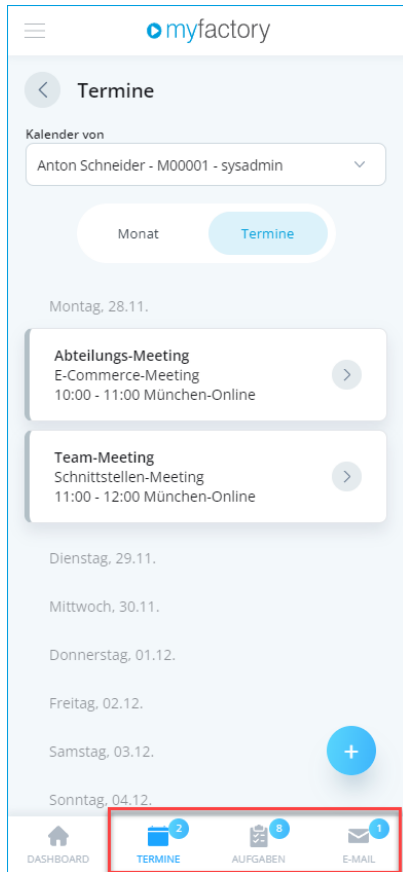 myfactory
Termine
Kalender von
Anton Schneider - M00001 - sysadmin
Monat
Termine
Montag, 28.11.
Abteilungs-Meeting
E-Commerce-Meeting
10:00 - 11:00 München-Online
Team-Meeting
Schnittstellen-Meeting
11:00 - 12:00 München-Online
Dienstag, 29.11.
Mittwoch, 30.11.
Donnerstag, 01.12.
Freitag, 02.12.
Samstag, 03.12.
+
Sonntag, 04.12.
2
8
1
DASHBOARD
TERMINE
AUFGABEN
E-MAIL